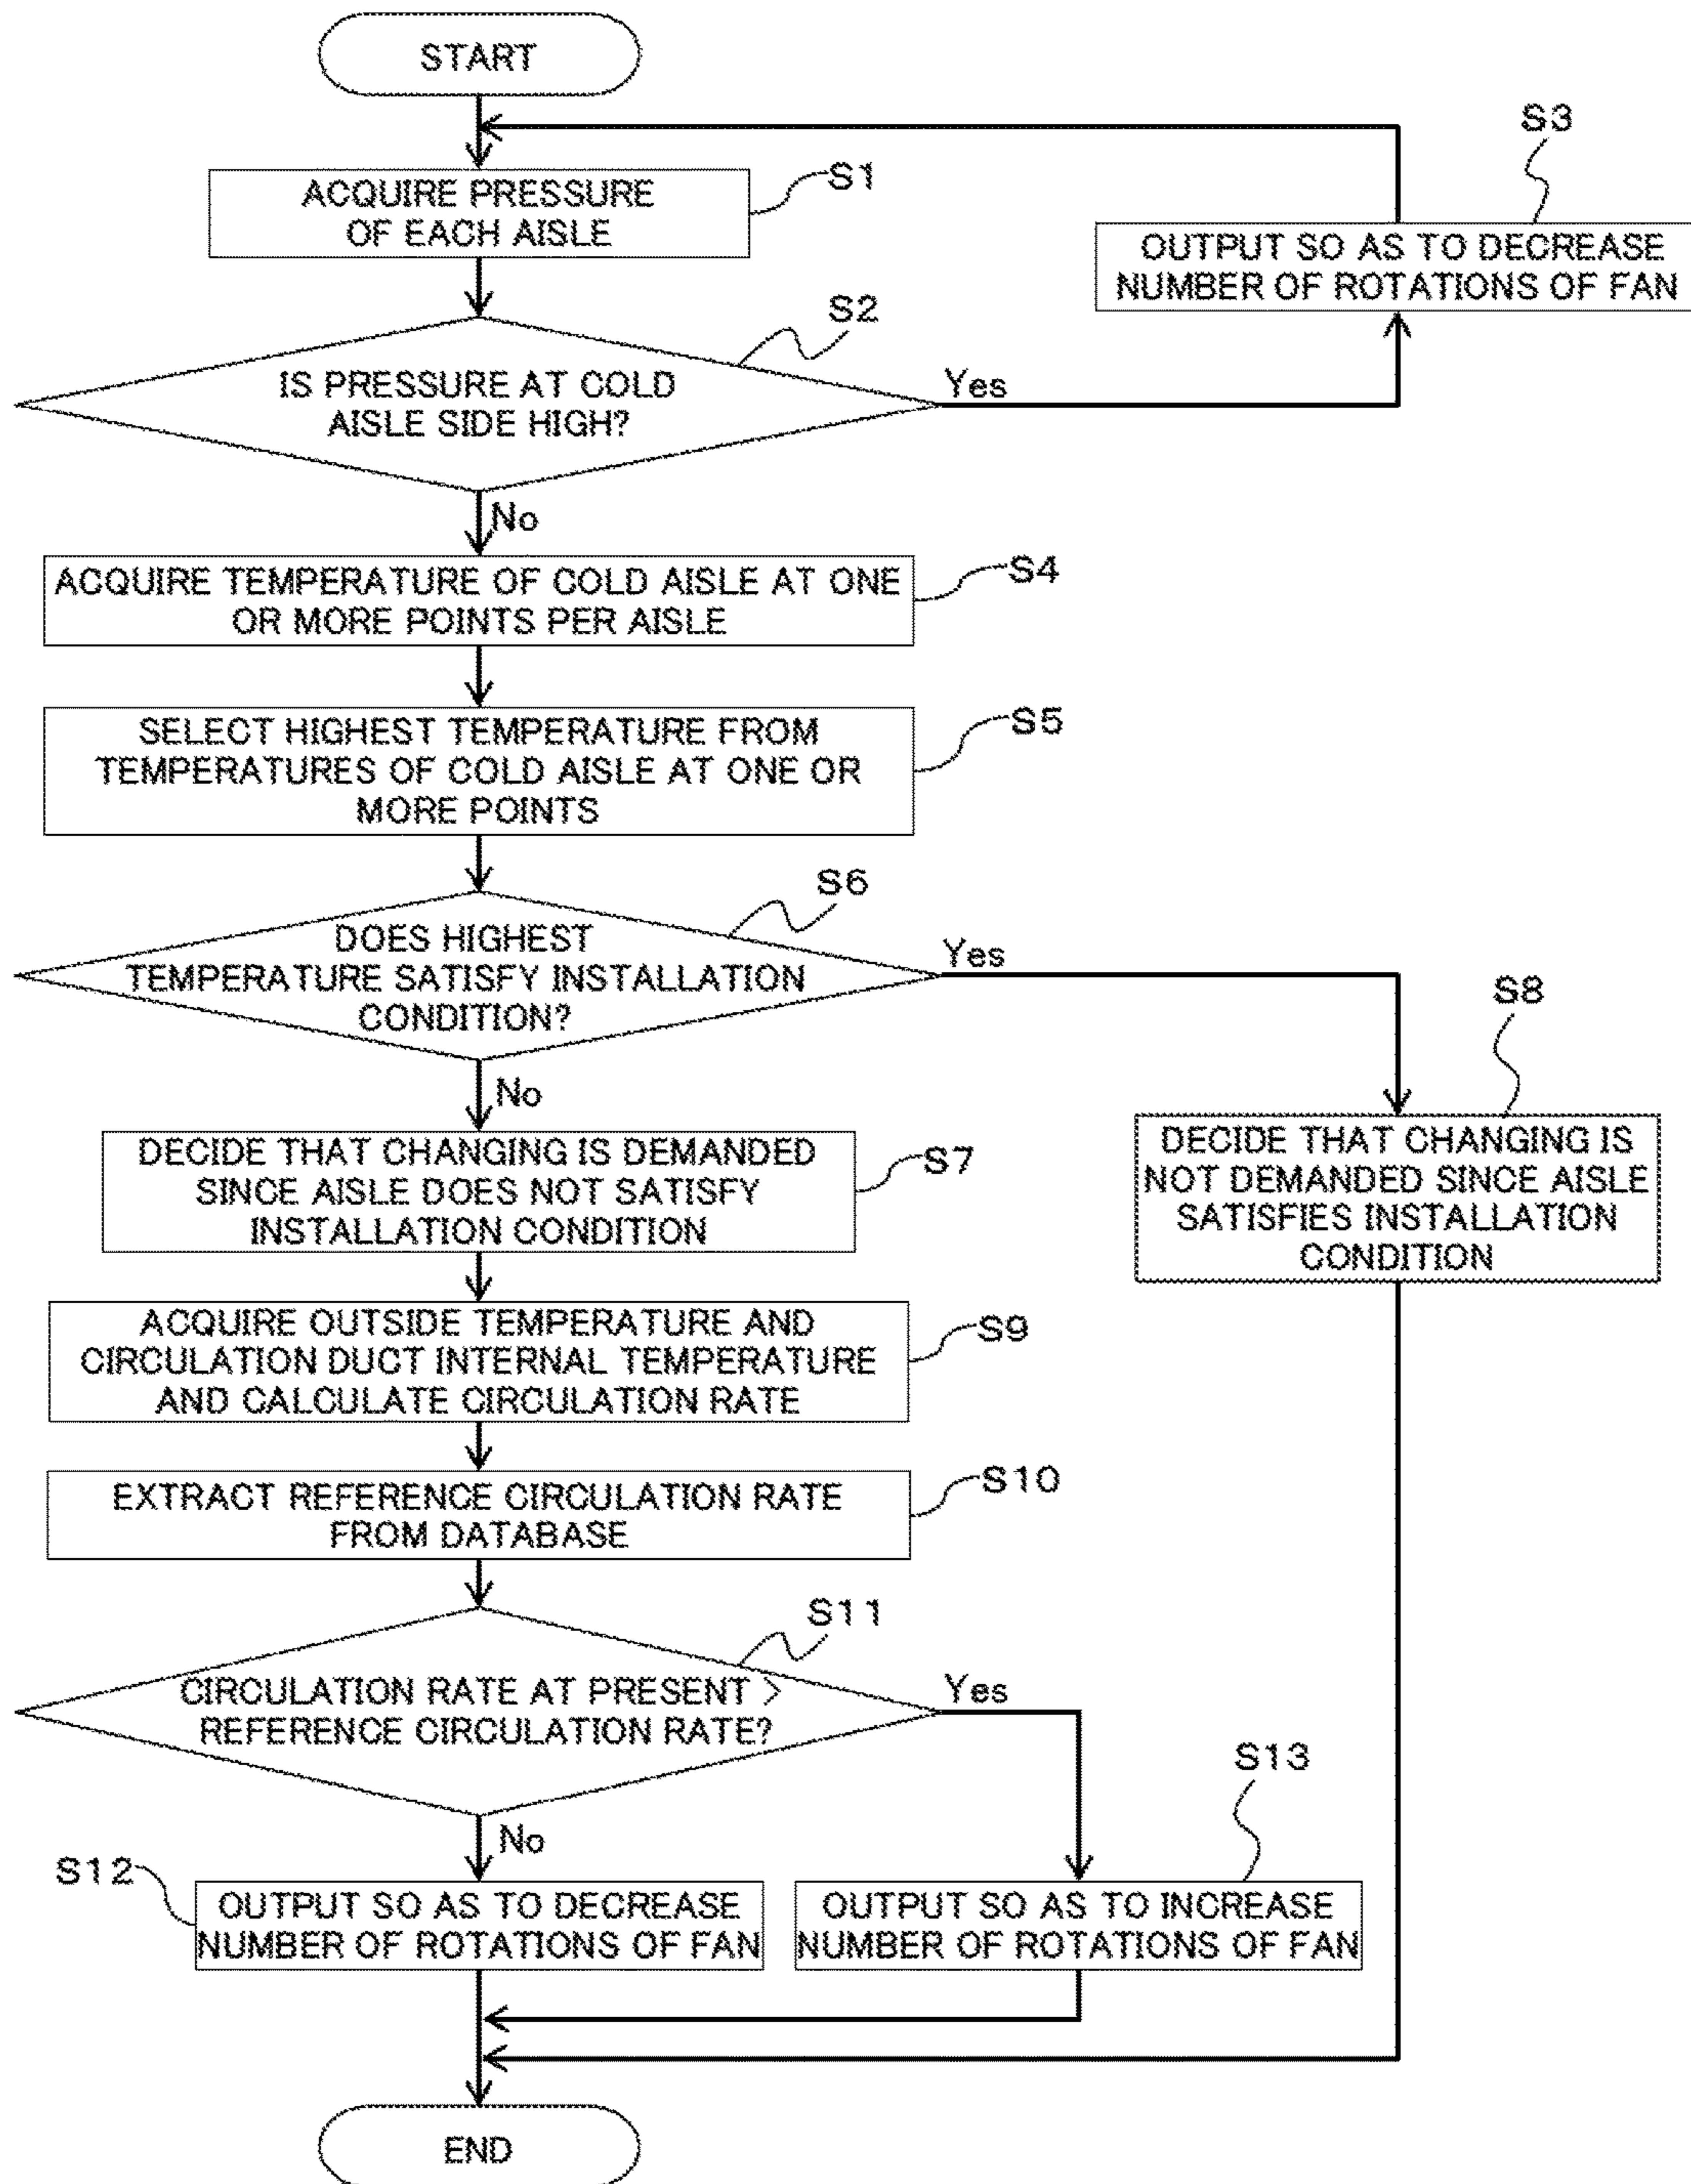 START
S3
ACQUIRE PRESSURE
OF EACH AISLE
S1
OUTPUT SO AS TO DECREASE
NUMBER OF ROTATIONS OF FAN
S2
IS PRESSURE AT COLD
AISLE SIDE HIGH?
Yes
No
ACQUIRE TEMPERATURE OF COLD AISLE AT ONE
OR MORE POINTS PER AISLE
S4
SELECT HIGHEST TEMPERATURE FROM
TEMPERATURES OF COLD AISLE AT ONE OR
MORE POINTS
S5
S6
DOES HIGHEST
TEMPERATURE SATISFY INSTALLATION
CONDITION?
Yes
No
S8
DECIDE THAT CHANGING IS DEMANDED
SINCE AISLE DOES NOT SATISFY
INSTALLATION CONDITION
S7
DECIDE THAT CHANGING IS
NOT DEMANDED SINCE AISLE
SATISFIES INSTALLATION
CONDITION
ACQUIRE OUTSIDE TEMPERATURE AND
CIRCULATION DUCT INTERNAL TEMPERATURE
AND CALCULATE CIRCULATION RATE
S9
EXTRACT REFERENCE CIRCULATION RATE
FROM DATABASE
S10
S11
CIRCULATION RATE AT PRESENT >
REFERENCE CIRCULATION RATE?
Yes
No
S13
S12
OUTPUT SO AS TO DECREASE
NUMBER OF ROTATIONS OF FAN
OUTPUT SO AS TO INCREASE
NUMBER OF ROTATIONS OF FAN
END